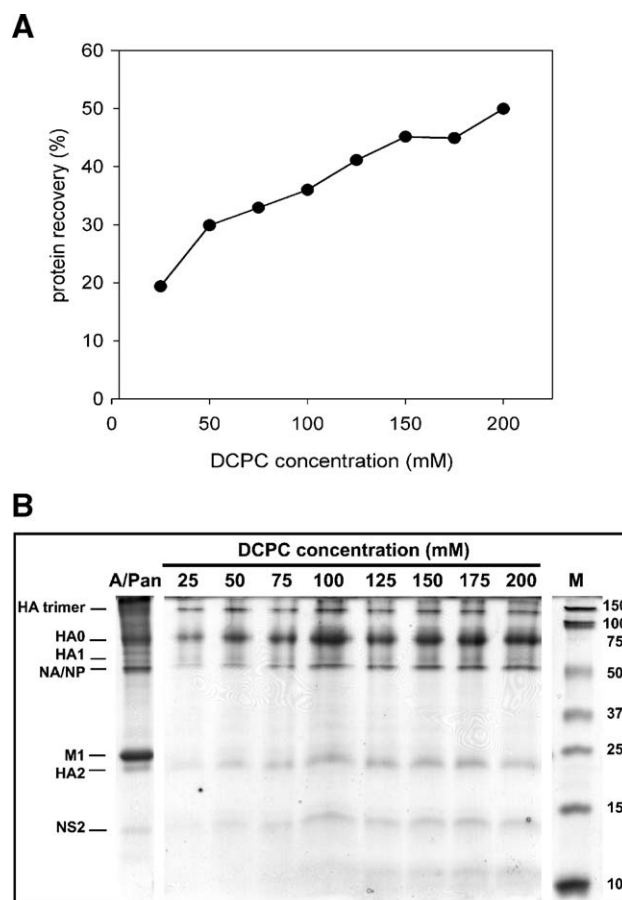 A
60
50
40
30
20
10
0
protein recovery (%)
0 50 100 150 200
DCPC concentration (mM)
B
DCPC concentration (mM)
A/Pan 25 50 75 100 125 150 175 200 M
HA trimer
HA0
HA1
NA/NP
M1
HA2
NS2
150
100
75
50
37
25
15
10